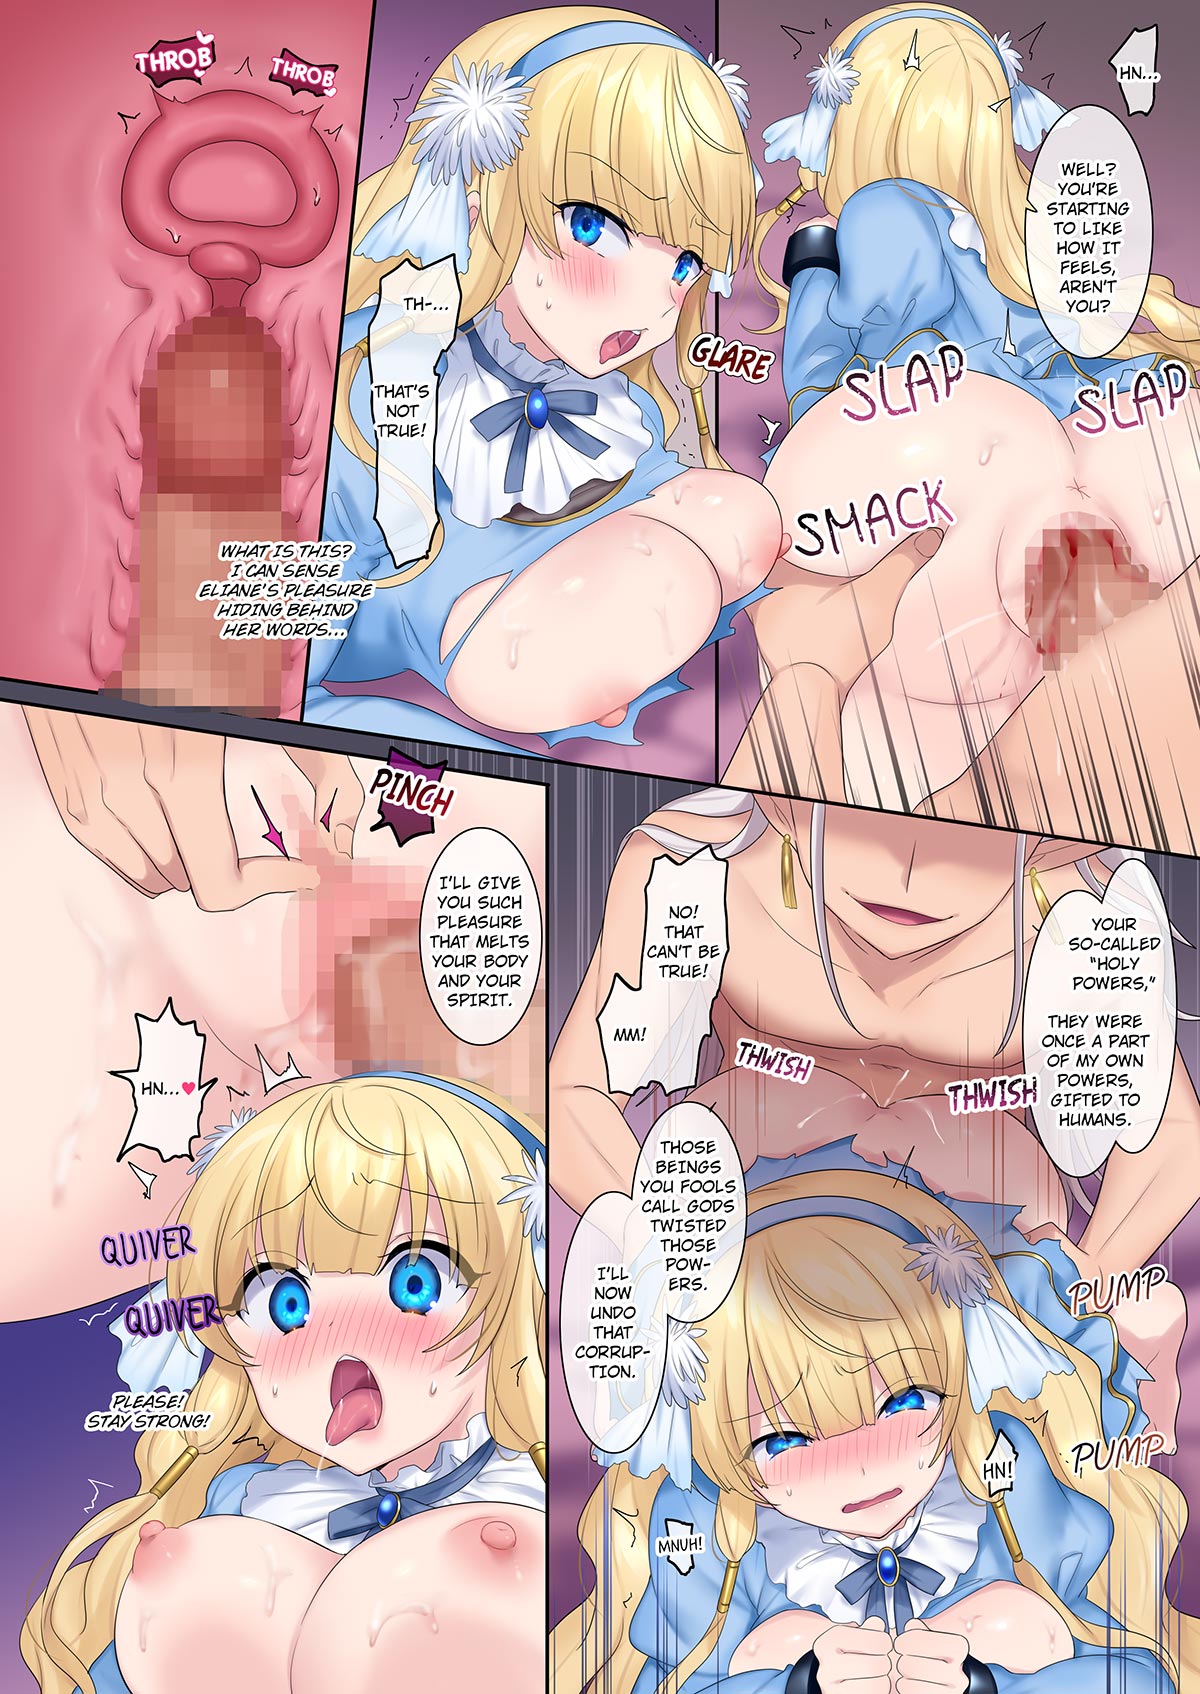 HN...
WELL?
YOU'RE
STARTING
TO LIKE
HOW IT
FEELS,
AREN'T
YOU?
SLAP
SLAP
SMACK
TH-...
THAT'S
NOT
TRUE!
GLARE
THROB
THROB
WHAT IS THIS?
I CAN SENSE
ELIANE'S PLEASURE
HIDING BEHIND
HER WORDS...
YOUR
SO-CALLED
“HOLY
POWERS,”
THEY WERE
ONCE A PART
OF MY OWN
POWERS,
GIFTED TO
HUMANS.
NO!
THAT
CAN'T BE
TRUE!
MM!
THWISH
THWISH
THOSE
BEINGS
YOU FOOLS
CALL GODS
TWISTED
THOSE
POW-
ERS.
I'LL
NOW
UNDO
THAT
CORRUP-
TION.
PUMP
PUMP
HN!
MNUH!
PINCH
I'LL GIVE
YOU SUCH
PLEASURE
THAT MELTS
YOUR BODY
AND YOUR
SPIRIT.
HN...♥
QUIVER
QUIVER
PLEASE!
STAY STRONG!